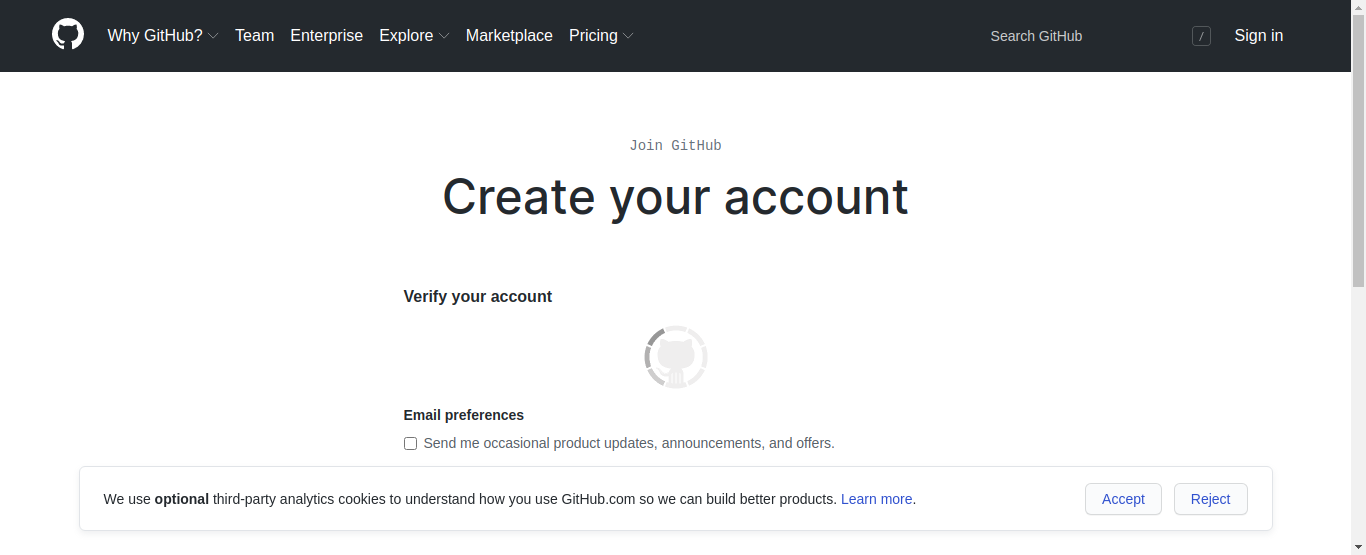 Why GitHub? Team Enterprise Explore Marketplace Pricing Search GitHub / Sign in
Join GitHub
Create your account
Verify your account
Email preferences
Send me occasional product updates, announcements, and offers.
We use optional third-party analytics cookies to understand how you use GitHub.com so we can build better products. Learn more. Accept Reject